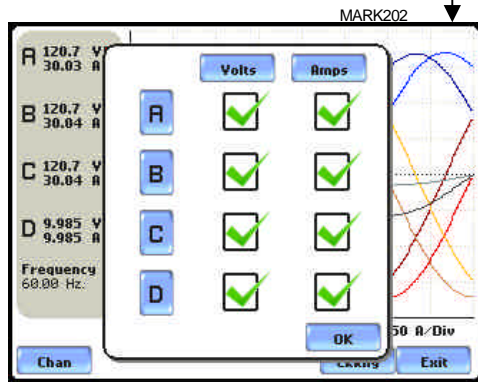 MARK202
A 120.7 V
30.03 A
B 120.7 V
30.04 A
C 120.7 V
30.04 A
D 9.985 V
9.985 A
Frequency
60.00 Hz.
Volts Amps
A
B
C
D
OK
50 A/Div
Chan Exit